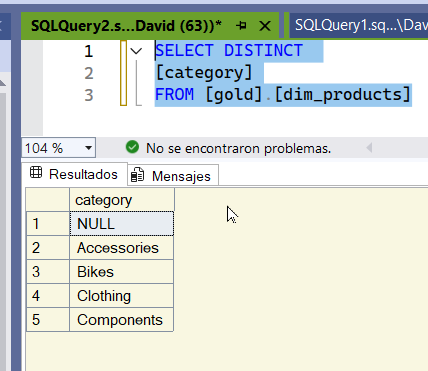 SQLQuery2.s...David (63))*
SQLQuery1.sq...\Dav
1 SELECT DISTINCT
2 [category]
3 FROM [gold].[dim_products]
104 %
No se encontraron problemas.
Resultados
Mensajes
category
1 NULL
2 Accessories
3 Bikes
4 Clothing
5 Components